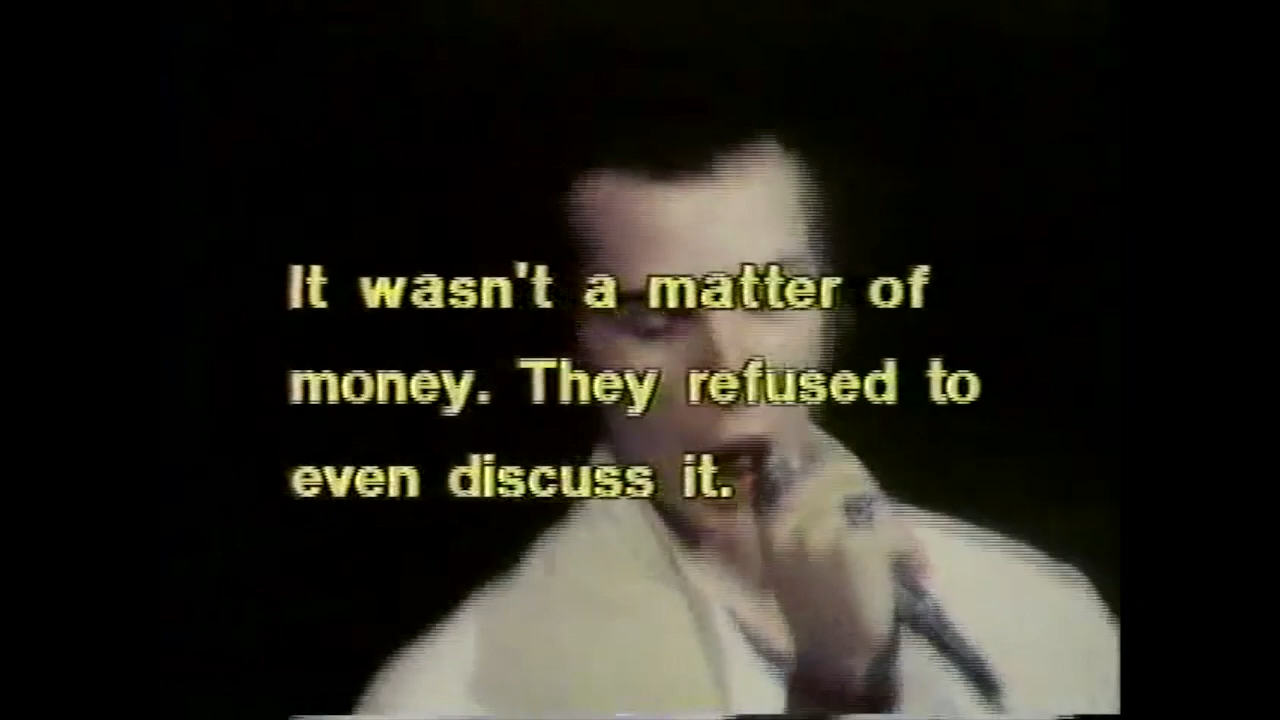 It wasn't a matter of
money. They refused to
even discuss it.